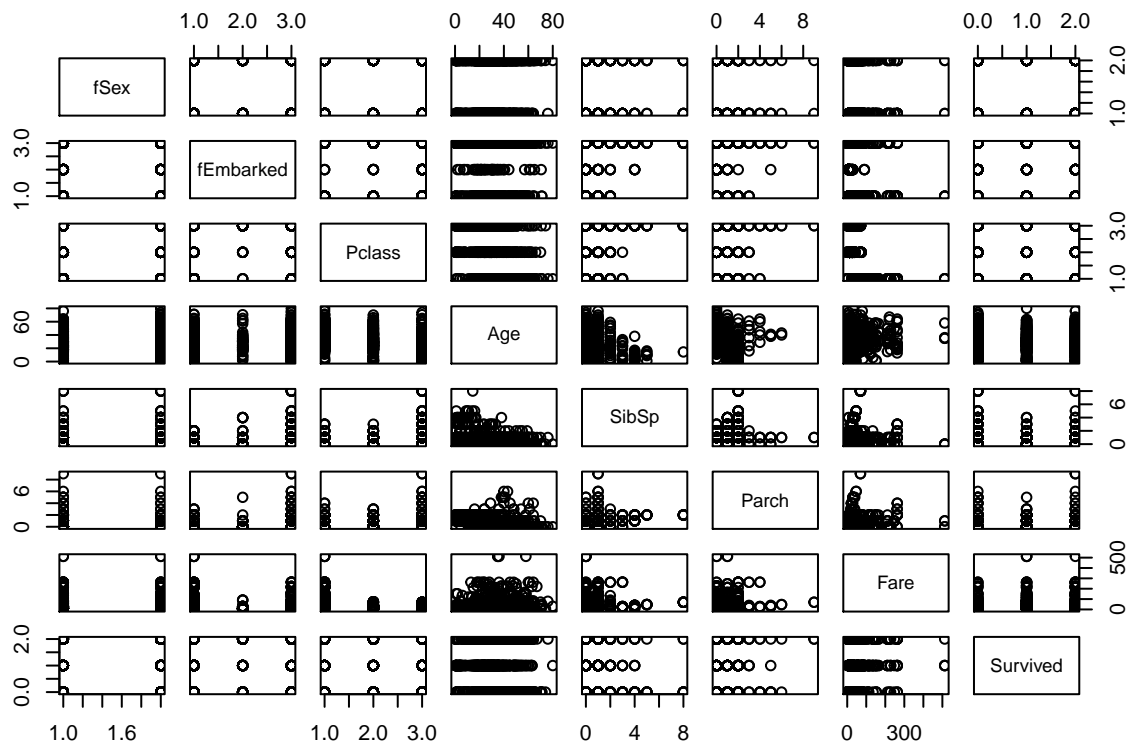 1.0 2.0 3.0 0 40 80 0 4 8 0.0 1.0 2.0
fSex 1.0 2.0
1.0 3.0 fEmbarked
Pclass 1.0 3.0
0 60 Age
SibSp 0 6
0 6 Parch
Fare 0 500
0.0 2.0 Survived
1.0 1.6 1.0 2.0 3.0 0 4 8 0 300